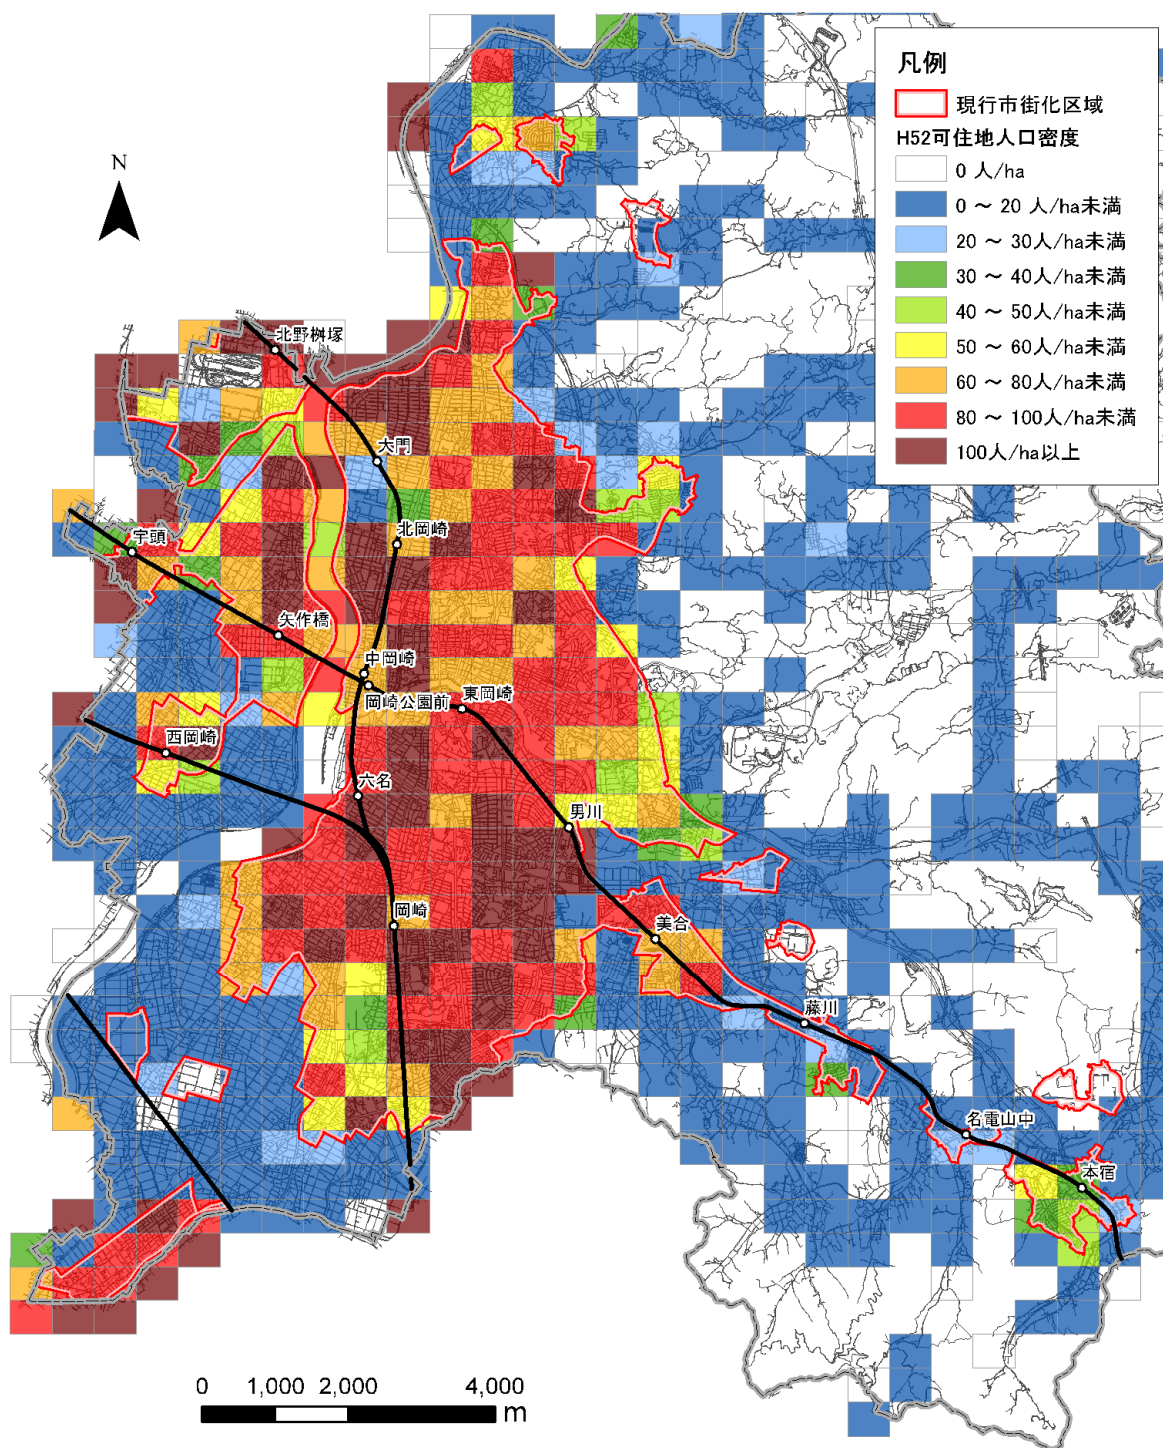 凡例
現行市街化区域
H52可住地人口密度
0 人/ha
0 ～ 20 人/ha未満
20 ～ 30人/ha未満
30 ～ 40人/ha未満
40 ～ 50人/ha未満
50 ～ 60人/ha未満
60 ～ 80人/ha未満
80 ～ 100人/ha未満
100人/ha以上
N
北野桝塚
大門
北岡崎
宇頭
矢作橋
中岡崎
岡崎公園前
東岡崎
西岡崎
六名
男川
岡崎
美合
藤川
名電山中
本宿
0 1,000 2,000 4,000
m